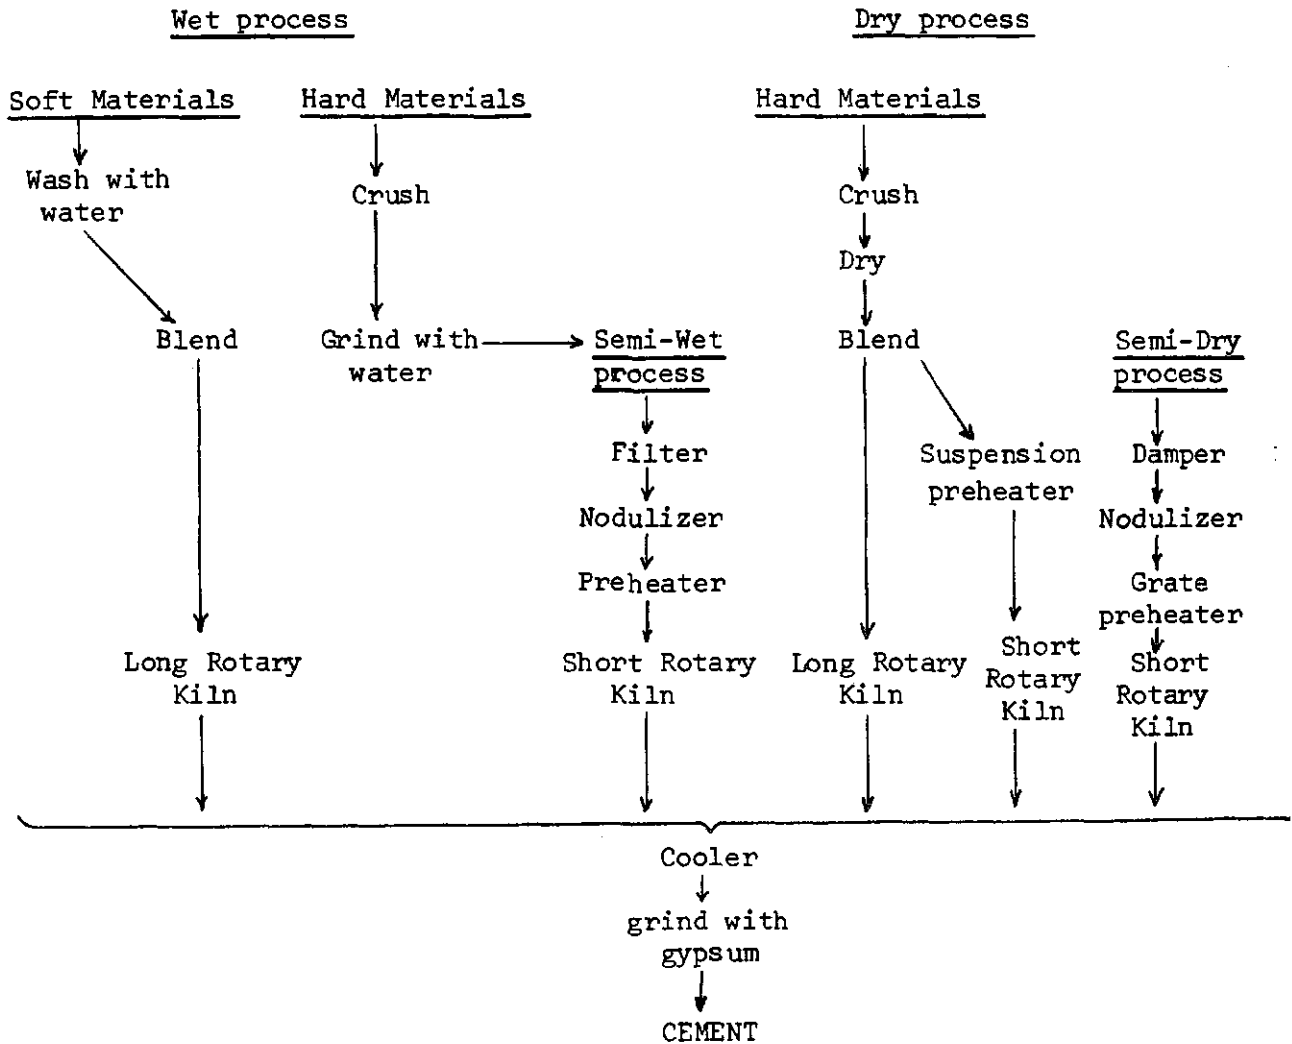 Wet process
Dry process
Soft Materials
Hard Materials
Hard Materials
Wash with
water
Crush
Crush
Dry
Blend
Grind with
water
Semi-Wet
process
Blend
Semi-Dry
process
Filter
Suspension
preheater
Damper
Nodulizer
Nodulizer
Preheater
Grate
preheater
Long Rotary
Kiln
Short Rotary
Kiln
Long Rotary
Kiln
Short
Rotary
Kiln
Short
Rotary
Kiln
Cooler
grind with
gypsum
CEMENT